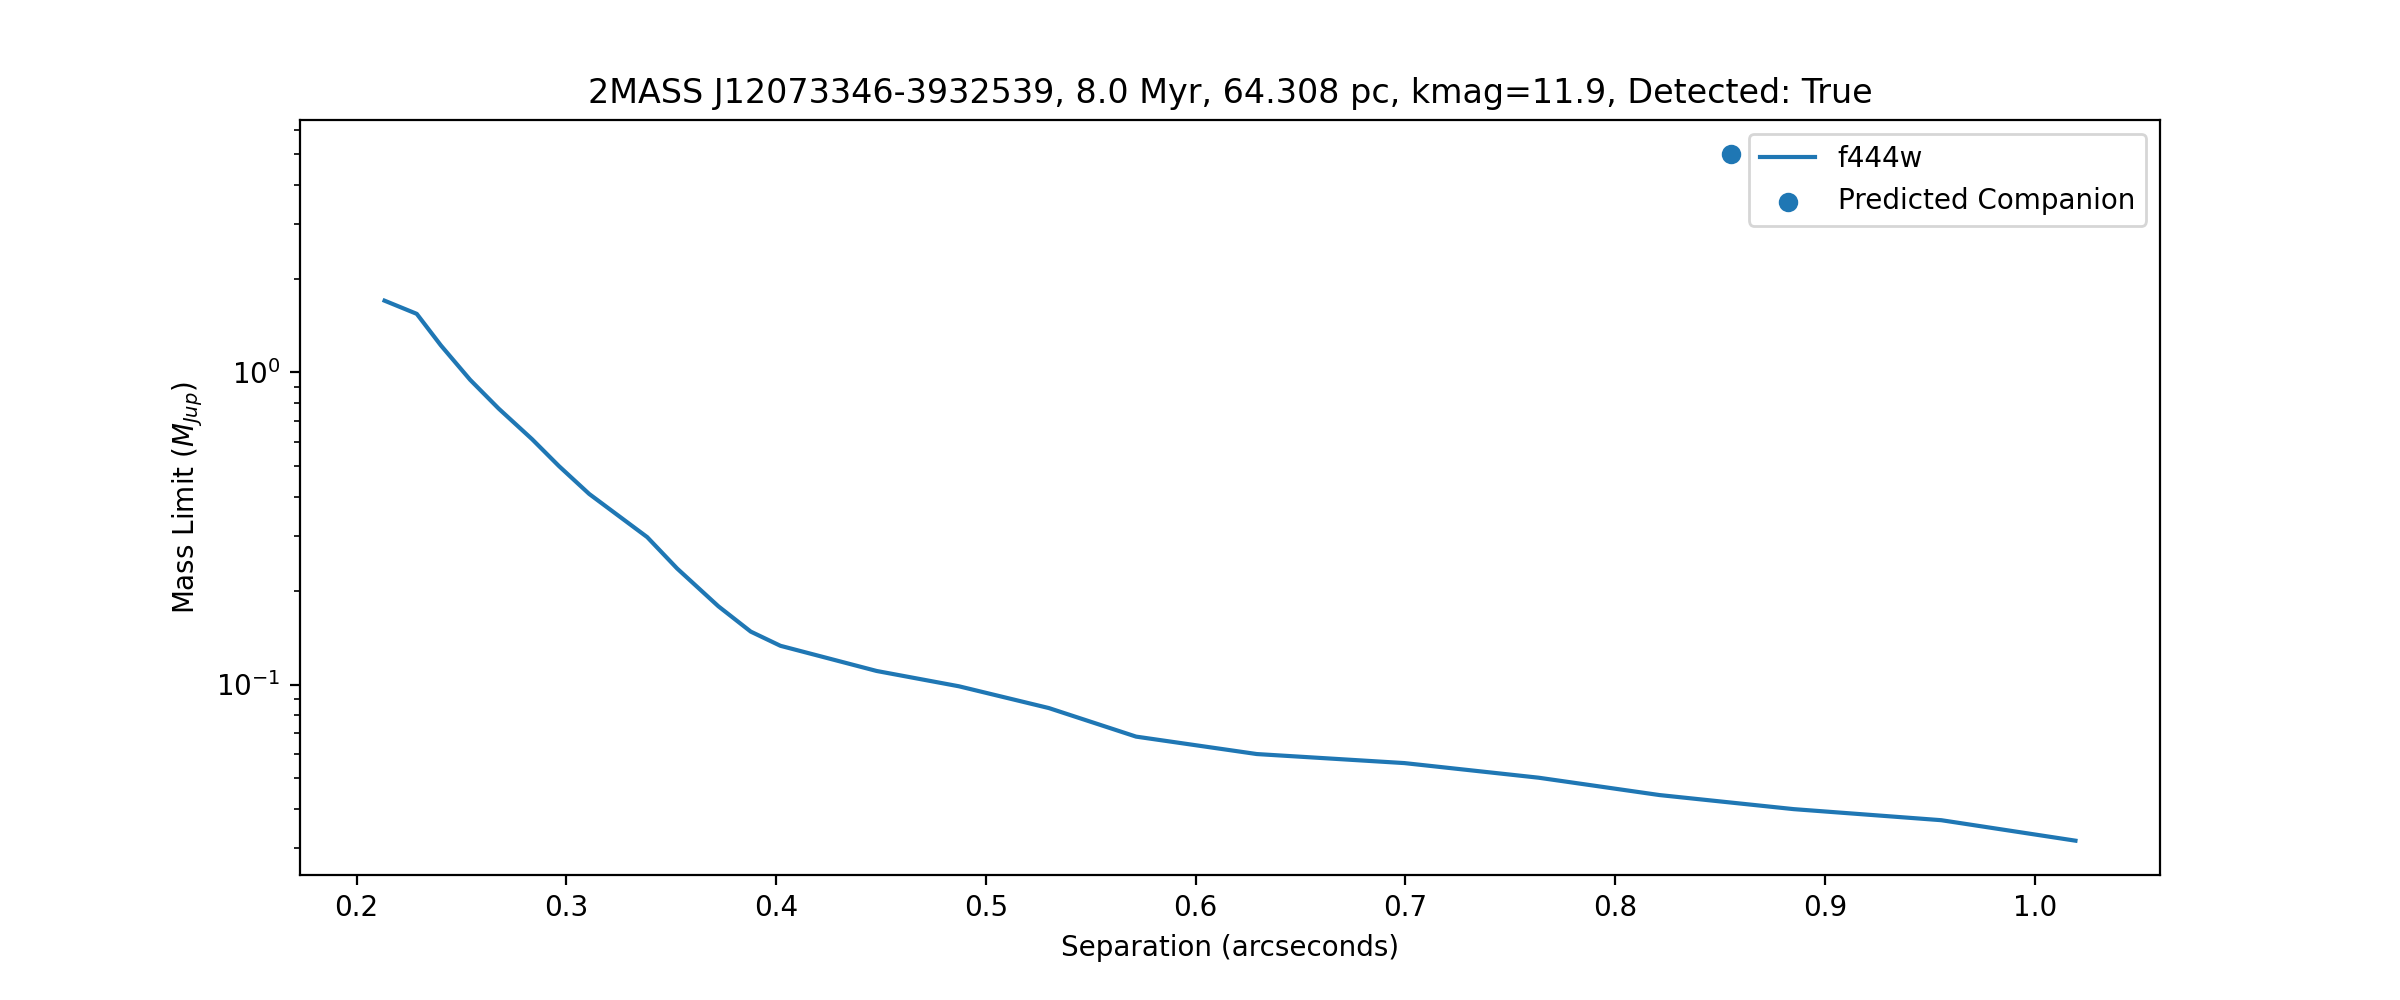 2MASS J12073346-3932539, 8.0 Myr, 64.308 pc, kmag=11.9, Detected: True
f444w
Predicted Companion
Mass Limit (M_Jup)
10^0
10^−1
0.2 0.3 0.4 0.5 0.6 0.7 0.8 0.9 1.0
Separation (arcseconds)